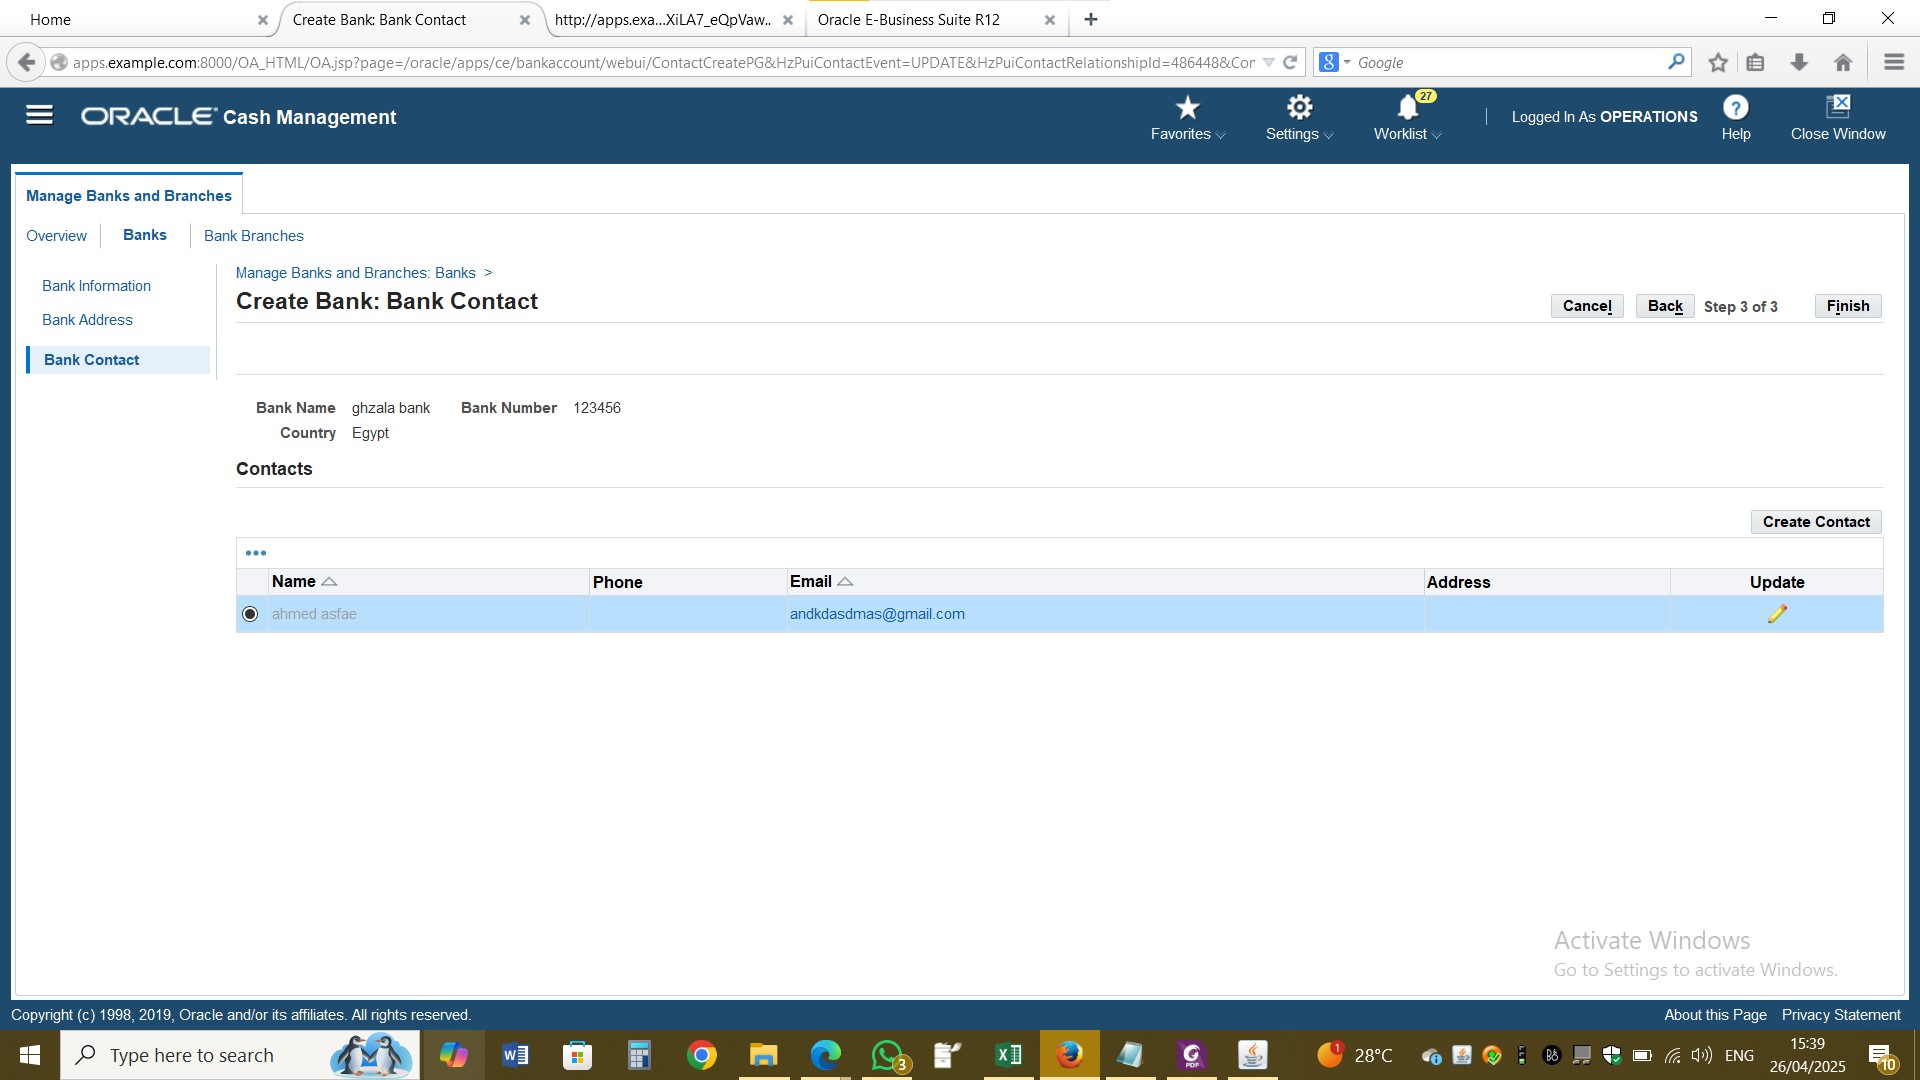 Home
Create Bank: Bank Contact
http://apps.exa...XiLA7_eQpVaw..
Oracle E-Business Suite R12
apps.example.com:8000/OA_HTML/OA.jsp?page=/oracle/apps/ce/bankaccount/webui/ContactCreatePG&HzPuiContactEvent=UPDATE&HzPuiContactRelationshipId=486448&Cor
Google
ORACLE Cash Management
Favorites
Settings
27
Worklist
Logged In As OPERATIONS
Help
Close Window
Manage Banks and Branches
Overview
Banks
Bank Branches
Bank Information
Bank Address
Bank Contact
Manage Banks and Branches: Banks >
Create Bank: Bank Contact
Cancel
Back
Step 3 of 3
Finish
Bank Name ghzala bank
Bank Number 123456
Country Egypt
Contacts
Create Contact
Name
Phone
Email
Address
Update
ahmed asfae
andkdasdmas@gmail.com
Activate Windows
Go to Settings to activate Windows.
Copyright (c) 1998, 2019, Oracle and/or its affiliates. All rights reserved.
About this Page
Privacy Statement
Type here to search
3
1
28°C
ENG
15:39
26/04/2025
10